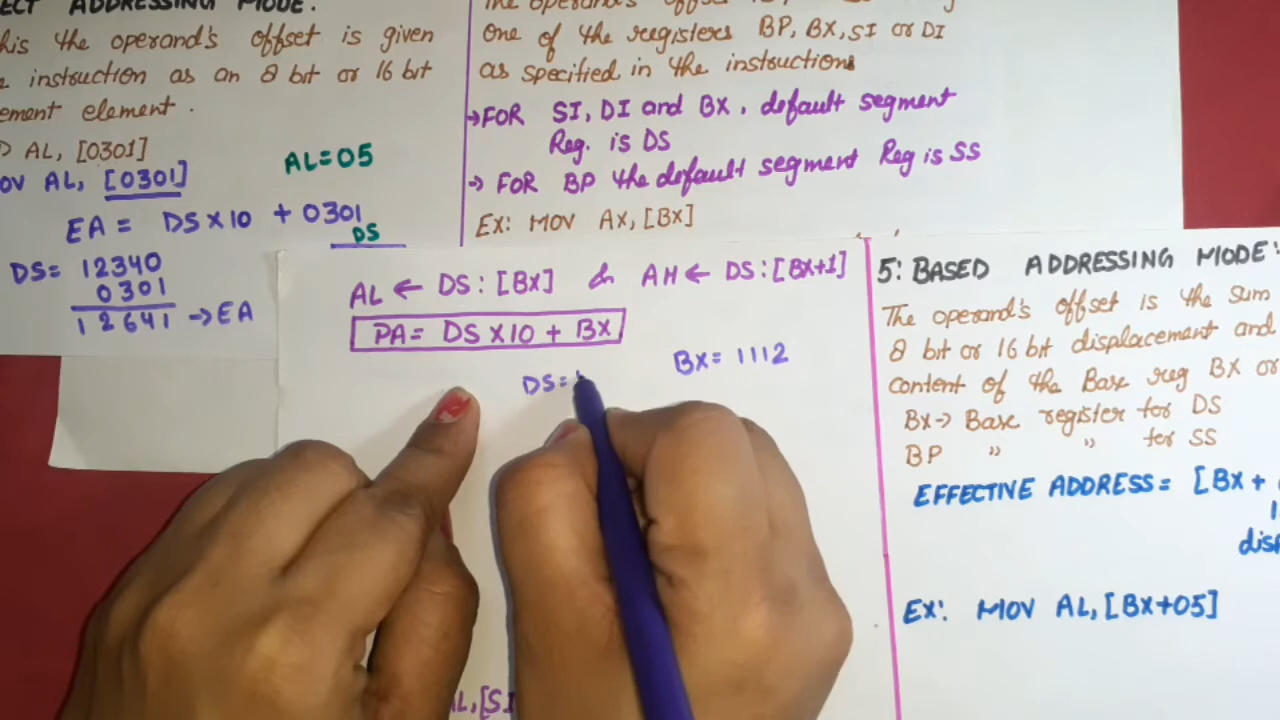 ECT ADDRESSING MODE:
his the operand's offset is given
instruction as an 8 bit or 16 bit
ement element.
AL, [0301]
OV AL, [0301]
AL=05
EA = DS X 10 + 0301
DS
DS= 12340
0301
12641 → EA
one of the registers BP, BX, SI or DI
as specified in the instructions
→ FOR SI, DI and BX, default segment
Reg. is DS
→ FOR BP the default segment Reg is SS
Ex: MOV AX, [BX]
AL ← DS : [BX] & AH ← DS : [BX+1]
PA= DS X 10 + BX
BX= 1112
DS=
AL,[SI
5: BASED ADDRESSING MODE:
The operand's offset is the sum
8 bit or 16 bit displacement and
content of the Base reg BX or
BX → Base register for DS
BP " " for SS
EFFECTIVE ADDRESS = [BX +
disp
Ex: MOV AL, [BX+05]